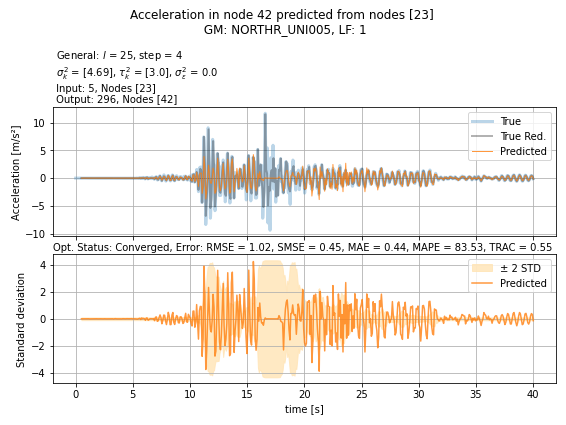 Acceleration in node 42 predicted from nodes [23]
GM: NORTHR_UNI005, LF: 1
General: l = 25, step = 4
σ²ₖ = [4.69], τ²ₖ = [3.0], σ²ε = 0.0
Input: 5, Nodes [23]
Output: 296, Nodes [42]
Acceleration [m/s²]
10
5
0
−5
−10
True
True Red.
Predicted
Opt. Status: Converged, Error: RMSE = 1.02, SMSE = 0.45, MAE = 0.44, MAPE = 83.53, TRAC = 0.55
Standard deviation
4
2
0
−2
−4
± 2 STD
Predicted
0 5 10 15 20 25 30 35 40
time [s]